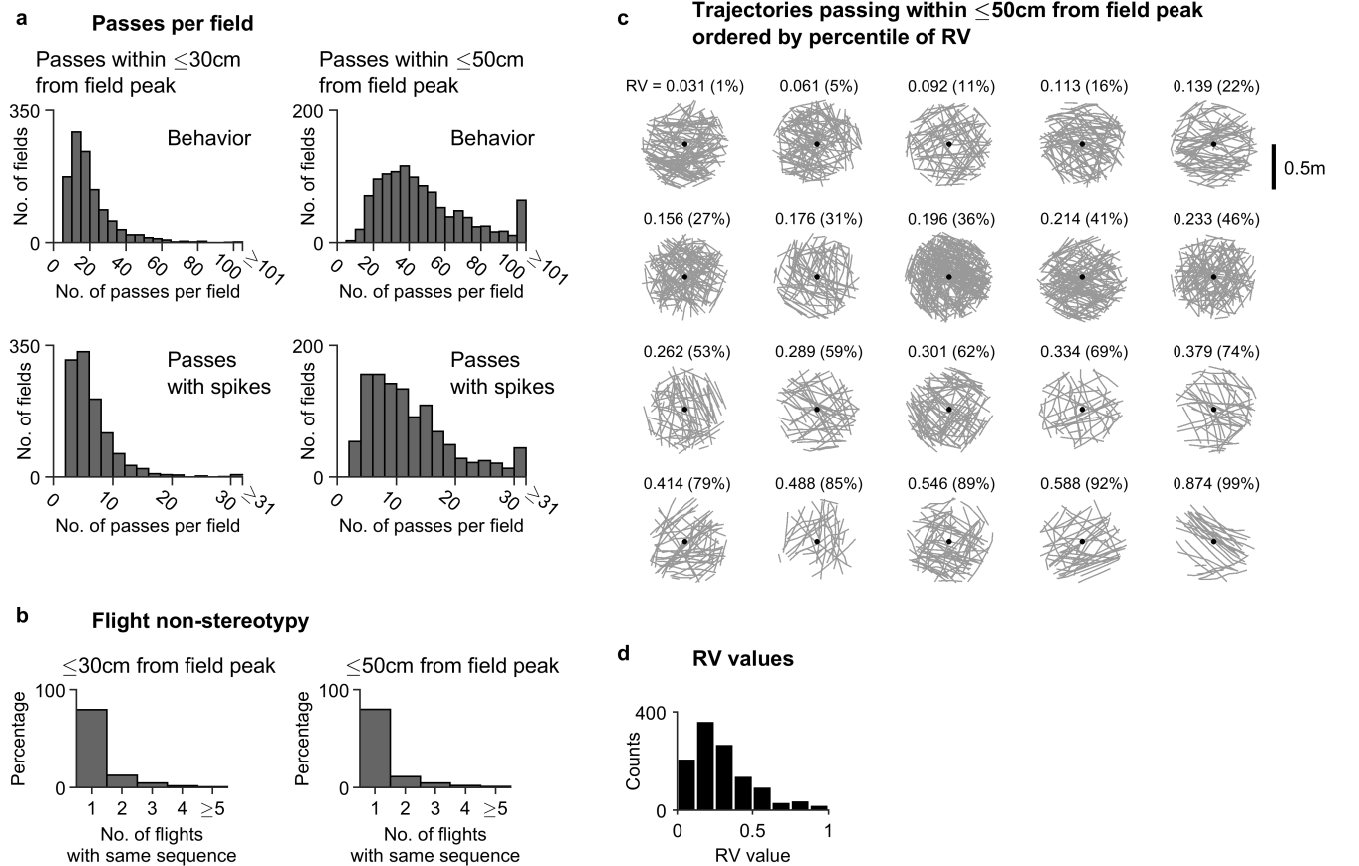 a
Passes per field
Passes within ≤30cm
from field peak
350
0
No. of fields
Behavior
0 20 40 60 80 100 ≥101
No. of passes per field
Passes within ≤50cm
from field peak
200
0
No. of fields
Behavior
0 20 40 60 80 100 ≥101
No. of passes per field
350
0
No. of fields
Passes
with spikes
0 10 20 30 ≥31
No. of passes per field
200
0
No. of fields
Passes
with spikes
0 10 20 30 ≥31
No. of passes per field
b
Flight non-stereotypy
≤30cm from field peak
100
0
Percentage
1 2 3 4 ≥5
No. of flights
with same sequence
≤50cm from field peak
100
0
Percentage
1 2 3 4 ≥5
No. of flights
with same sequence
c
Trajectories passing within ≤50cm from field peak
ordered by percentile of RV
RV = 0.031 (1%) 0.061 (5%) 0.092 (11%) 0.113 (16%) 0.139 (22%)
0.5m
0.156 (27%) 0.176 (31%) 0.196 (36%) 0.214 (41%) 0.233 (46%)
0.262 (53%) 0.289 (59%) 0.301 (62%) 0.334 (69%) 0.379 (74%)
0.414 (79%) 0.488 (85%) 0.546 (89%) 0.588 (92%) 0.874 (99%)
d
RV values
400
0
Counts
0 0.5 1
RV value